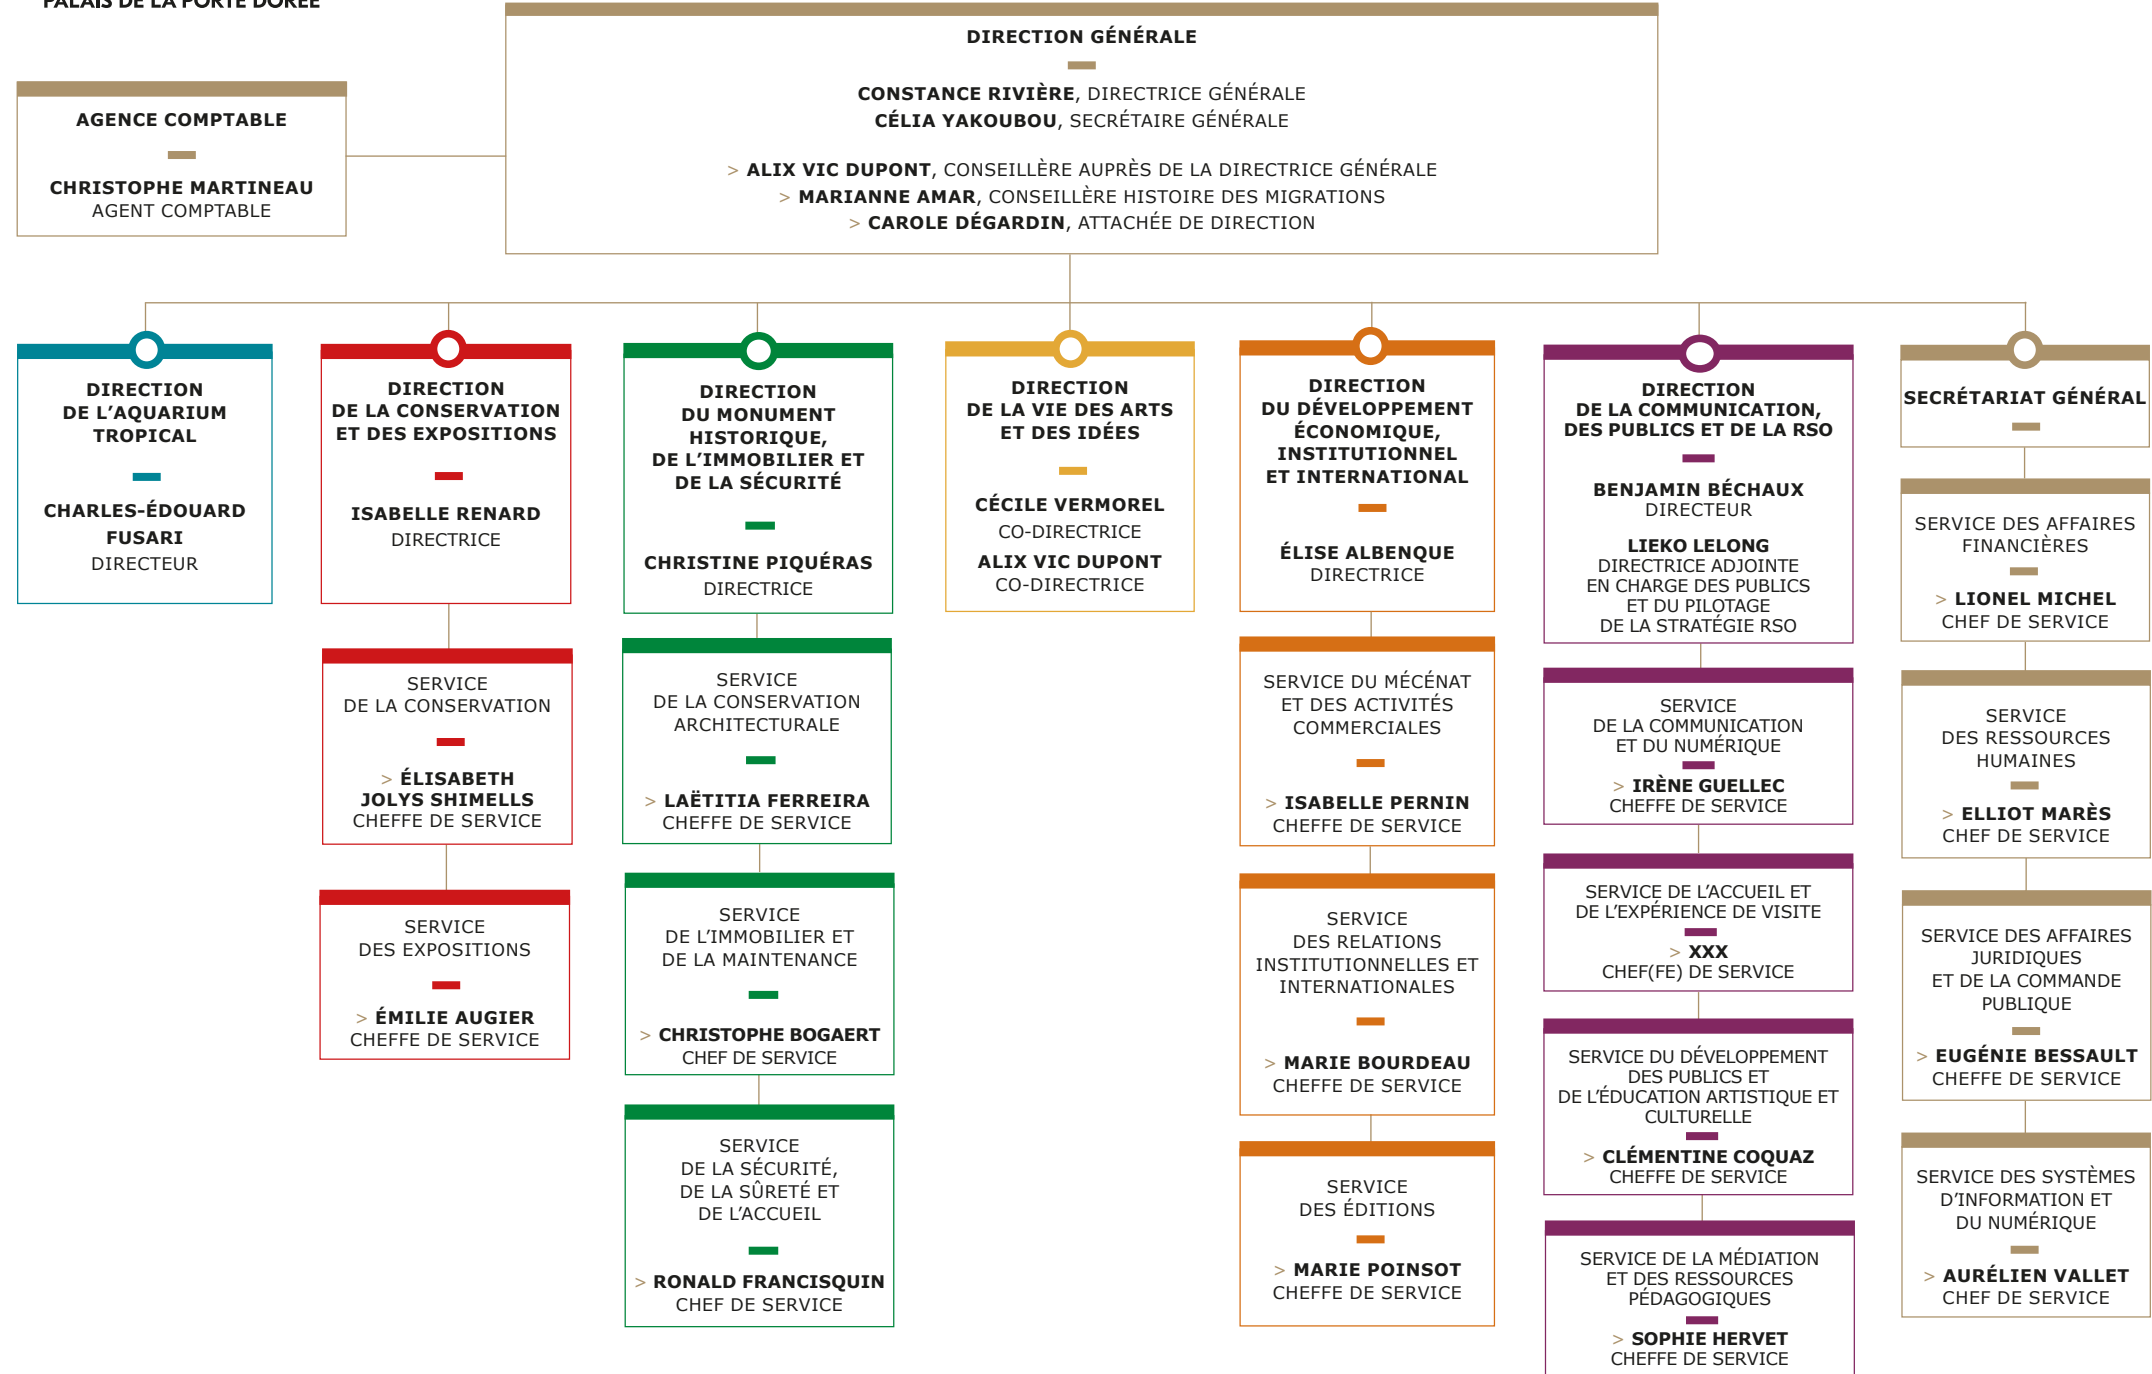 PALAIS DE LA PORTE DORÉE
DIRECTION GÉNÉRALE
CONSTANCE RIVIÈRE, DIRECTRICE GÉNÉRALE
CÉLIA YAKOUBOU, SECRÉTAIRE GÉNÉRALE
> ALIX VIC DUPONT, CONSEILLÈRE AUPRÈS DE LA DIRECTRICE GÉNÉRALE
> MARIANNE AMAR, CONSEILLÈRE HISTOIRE DES MIGRATIONS
> CAROLE DÉGARDIN, ATTACHÉE DE DIRECTION
AGENCE COMPTABLE
CHRISTOPHE MARTINEAU
AGENT COMPTABLE
DIRECTION
DE L'AQUARIUM
TROPICAL
CHARLES-ÉDOUARD
FUSARI
DIRECTEUR
DIRECTION
DE LA CONSERVATION
ET DES EXPOSITIONS
ISABELLE RENARD
DIRECTRICE
SERVICE
DE LA CONSERVATION
> ÉLISABETH
JOLYS SHIMELLS
CHEFFE DE SERVICE
SERVICE
DES EXPOSITIONS
> ÉMILIE AUGIER
CHEFFE DE SERVICE
DIRECTION
DU MONUMENT
HISTORIQUE,
DE L'IMMOBILIER ET
DE LA SÉCURITÉ
CHRISTINE PIQUÉRAS
DIRECTRICE
SERVICE
DE LA CONSERVATION
ARCHITECTURALE
> LAËTITIA FERREIRA
CHEFFE DE SERVICE
SERVICE
DE L'IMMOBILIER ET
DE LA MAINTENANCE
> CHRISTOPHE BOGAERT
CHEF DE SERVICE
SERVICE
DE LA SÉCURITÉ,
DE LA SÛRETÉ ET
DE L'ACCUEIL
> RONALD FRANCISQUIN
CHEF DE SERVICE
DIRECTION
DE LA VIE DES ARTS
ET DES IDÉES
CÉCILE VERMOREL
CO-DIRECTRICE
ALIX VIC DUPONT
CO-DIRECTRICE
DIRECTION
DU DÉVELOPPEMENT
ÉCONOMIQUE,
INSTITUTIONNEL
ET INTERNATIONAL
ÉLISE ALBENQUE
DIRECTRICE
SERVICE DU MÉCÉNAT
ET DES ACTIVITÉS
COMMERCIALES
> ISABELLE PERNIN
CHEFFE DE SERVICE
SERVICE
DES RELATIONS
INSTITUTIONNELLES ET
INTERNATIONALES
> MARIE BOURDEAU
CHEFFE DE SERVICE
SERVICE
DES ÉDITIONS
> MARIE POINSOT
CHEFFE DE SERVICE
DIRECTION
DE LA COMMUNICATION,
DES PUBLICS ET DE LA RSO
BENJAMIN BÉCHAUX
DIRECTEUR
LIEKO LELONG
DIRECTRICE ADJOINTE
EN CHARGE DES PUBLICS
ET DU PILOTAGE
DE LA STRATÉGIE RSO
SERVICE
DE LA COMMUNICATION
ET DU NUMÉRIQUE
> IRÈNE GUELLEC
CHEFFE DE SERVICE
SERVICE DE L'ACCUEIL ET
DE L'EXPÉRIENCE DE VISITE
> XXX
CHEF(FE) DE SERVICE
SERVICE DU DÉVELOPPEMENT
DES PUBLICS ET
DE L'ÉDUCATION ARTISTIQUE ET
CULTURELLE
> CLÉMENTINE COQUAZ
CHEFFE DE SERVICE
SERVICE DE LA MÉDIATION
ET DES RESSOURCES
PÉDAGOGIQUES
> SOPHIE HERVET
CHEFFE DE SERVICE
SECRÉTARIAT GÉNÉRAL
SERVICE DES AFFAIRES
FINANCIÈRES
> LIONEL MICHEL
CHEF DE SERVICE
SERVICE
DES RESSOURCES
HUMAINES
> ELLIOT MARÈS
CHEF DE SERVICE
SERVICE DES AFFAIRES
JURIDIQUES
ET DE LA COMMANDE
PUBLIQUE
> EUGÉNIE BESSAULT
CHEFFE DE SERVICE
SERVICE DES SYSTÈMES
D'INFORMATION ET
DU NUMÉRIQUE
> AURÉLIEN VALLET
CHEF DE SERVICE